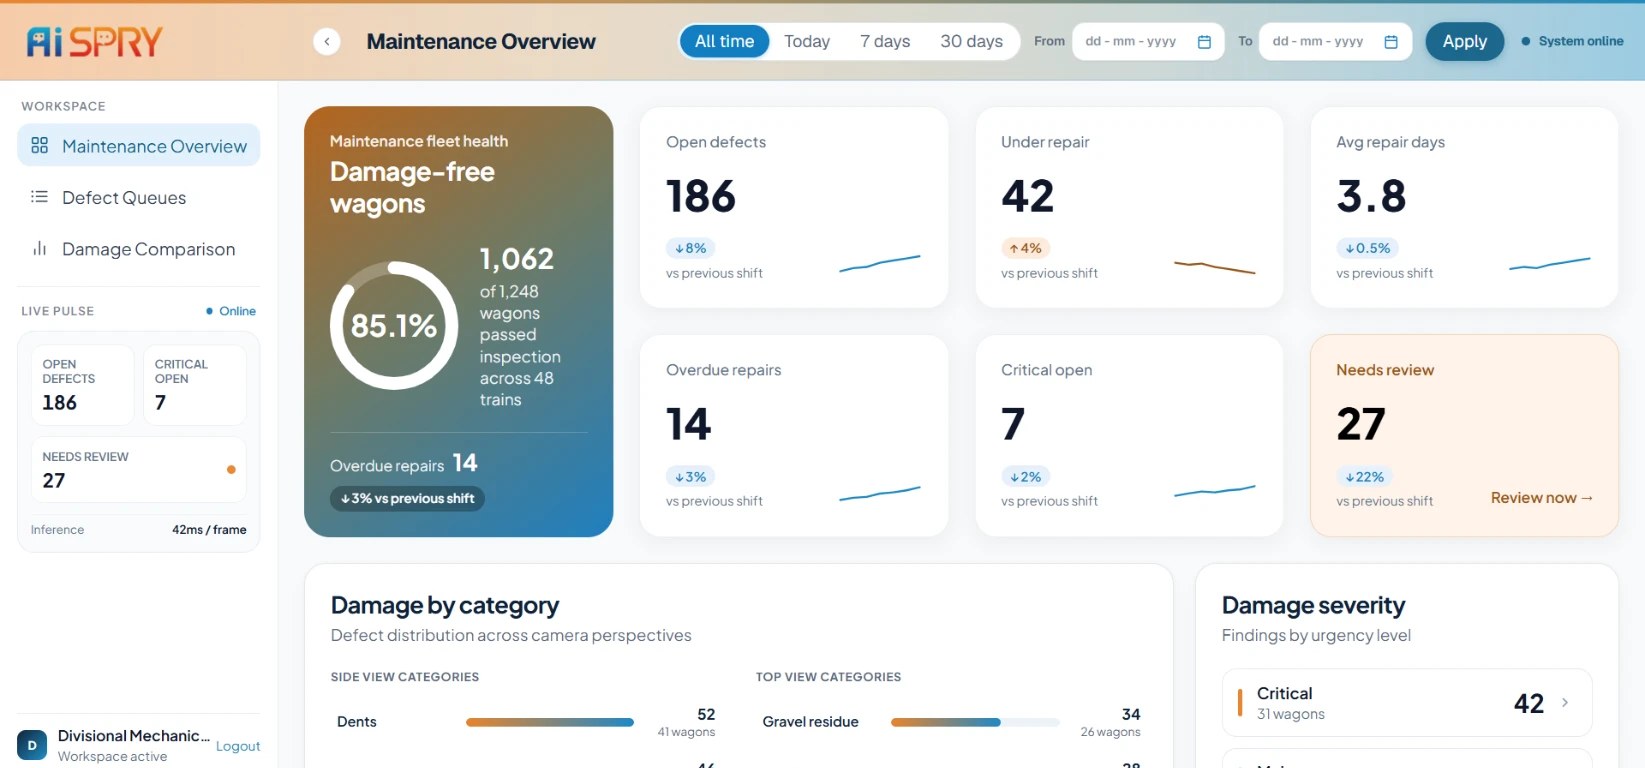 Ai SPRY
Maintenance Overview
All time
Today
7 days
30 days
From
dd - mm - yyyy
To
dd - mm - yyyy
Apply
System online
WORKSPACE
Maintenance Overview
Defect Queues
Damage Comparison
LIVE PULSE
Online
OPEN
DEFECTS
186
CRITICAL
OPEN
7
NEEDS REVIEW
27
Inference
42ms / frame
D
Divisional Mechanic...
Workspace active
Logout
Maintenance fleet health
Damage-free
wagons
85.1%
1,062
of 1,248
wagons
passed
inspection
across 48
trains
Overdue repairs 14
↓ 3% vs previous shift
Open defects
186
↓ 8%
vs previous shift
Under repair
42
↑ 4%
vs previous shift
Avg repair days
3.8
↓ 0.5%
vs previous shift
Overdue repairs
14
↓ 3%
vs previous shift
Critical open
7
↓ 2%
vs previous shift
Needs review
27
↓ 22%
vs previous shift
Review now →
Damage by category
Defect distribution across camera perspectives
SIDE VIEW CATEGORIES
Dents
52
41 wagons
TOP VIEW CATEGORIES
Gravel residue
34
26 wagons
Damage severity
Findings by urgency level
Critical
31 wagons
42